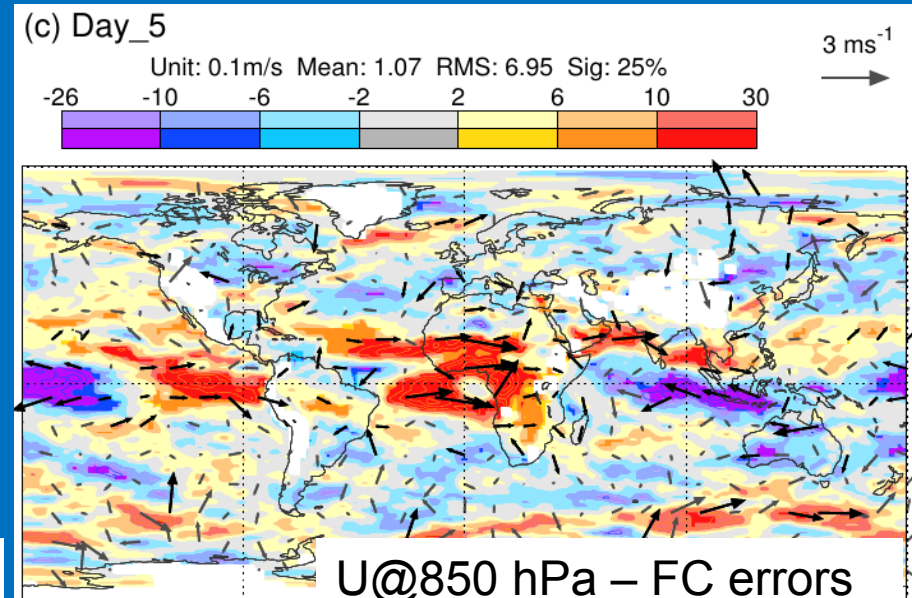 (c) Day_5
3 ms-1
Unit: 0.1m/s Mean: 1.07 RMS: 6.95 Sig: 25%
-26 -10 -6 -2 2 6 10 30
U@850 hPa – FC errors